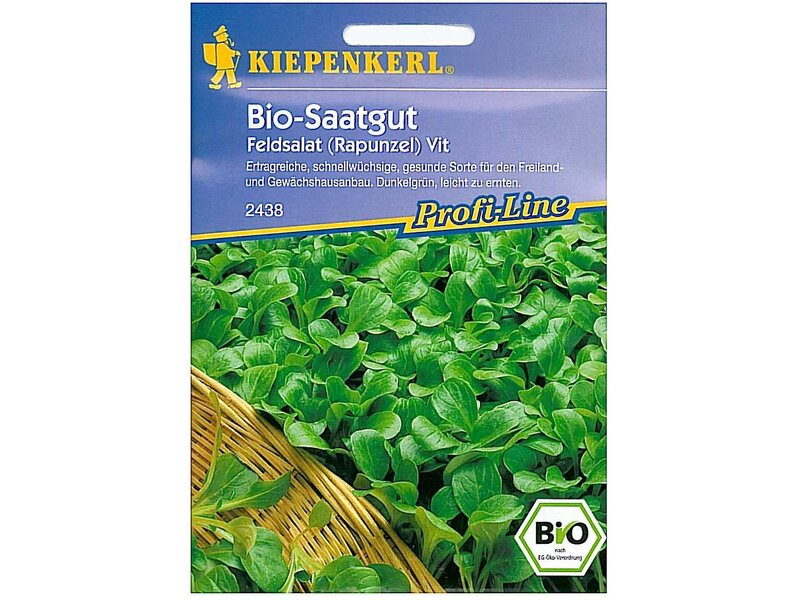 KIEPENKERL®
Bio-Saatgut
Feldsalat (Rapunzel) Vit
Ertragreiche, schnellwüchsige, gesunde Sorte für den Freiland-
und Gewächshausanbau. Dunkelgrün, leicht zu ernten.
2438
Profi-Line
BiO
nach
EG-Öko-Verordnung